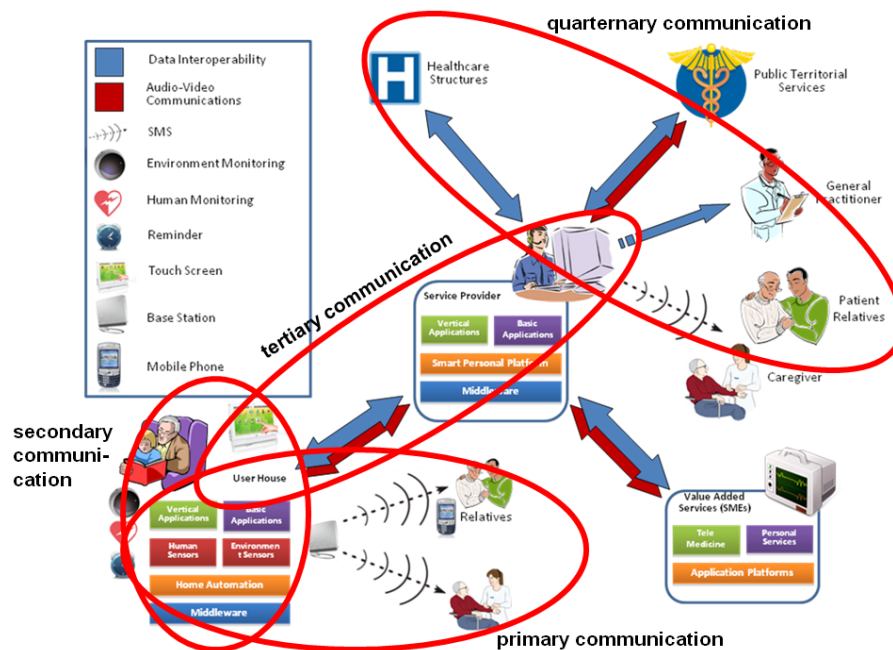 quarternary communication
Data Interoperability
Audio-Video
Communications
SMS
Environment Monitoring
Human Monitoring
Reminder
Touch Screen
Base Station
Mobile Phone
H
Healthcare
Structures
Public Territorial
Services
General
Practitioner
tertiary communication
Service Provider
Vertical
Applications
Basic
Applications
Smart Personal Platform
Middleware
Patient
Relatives
Caregiver
secondary
communi-
cation
User House
Vertical
Applications
Basic
Applications
Human
Sensors
Environmen
t Sensors
Home Automation
Middleware
Relatives
Value Added
Services (SMEs)
Tele
Medicine
Personal
Services
Application Platforms
primary communication